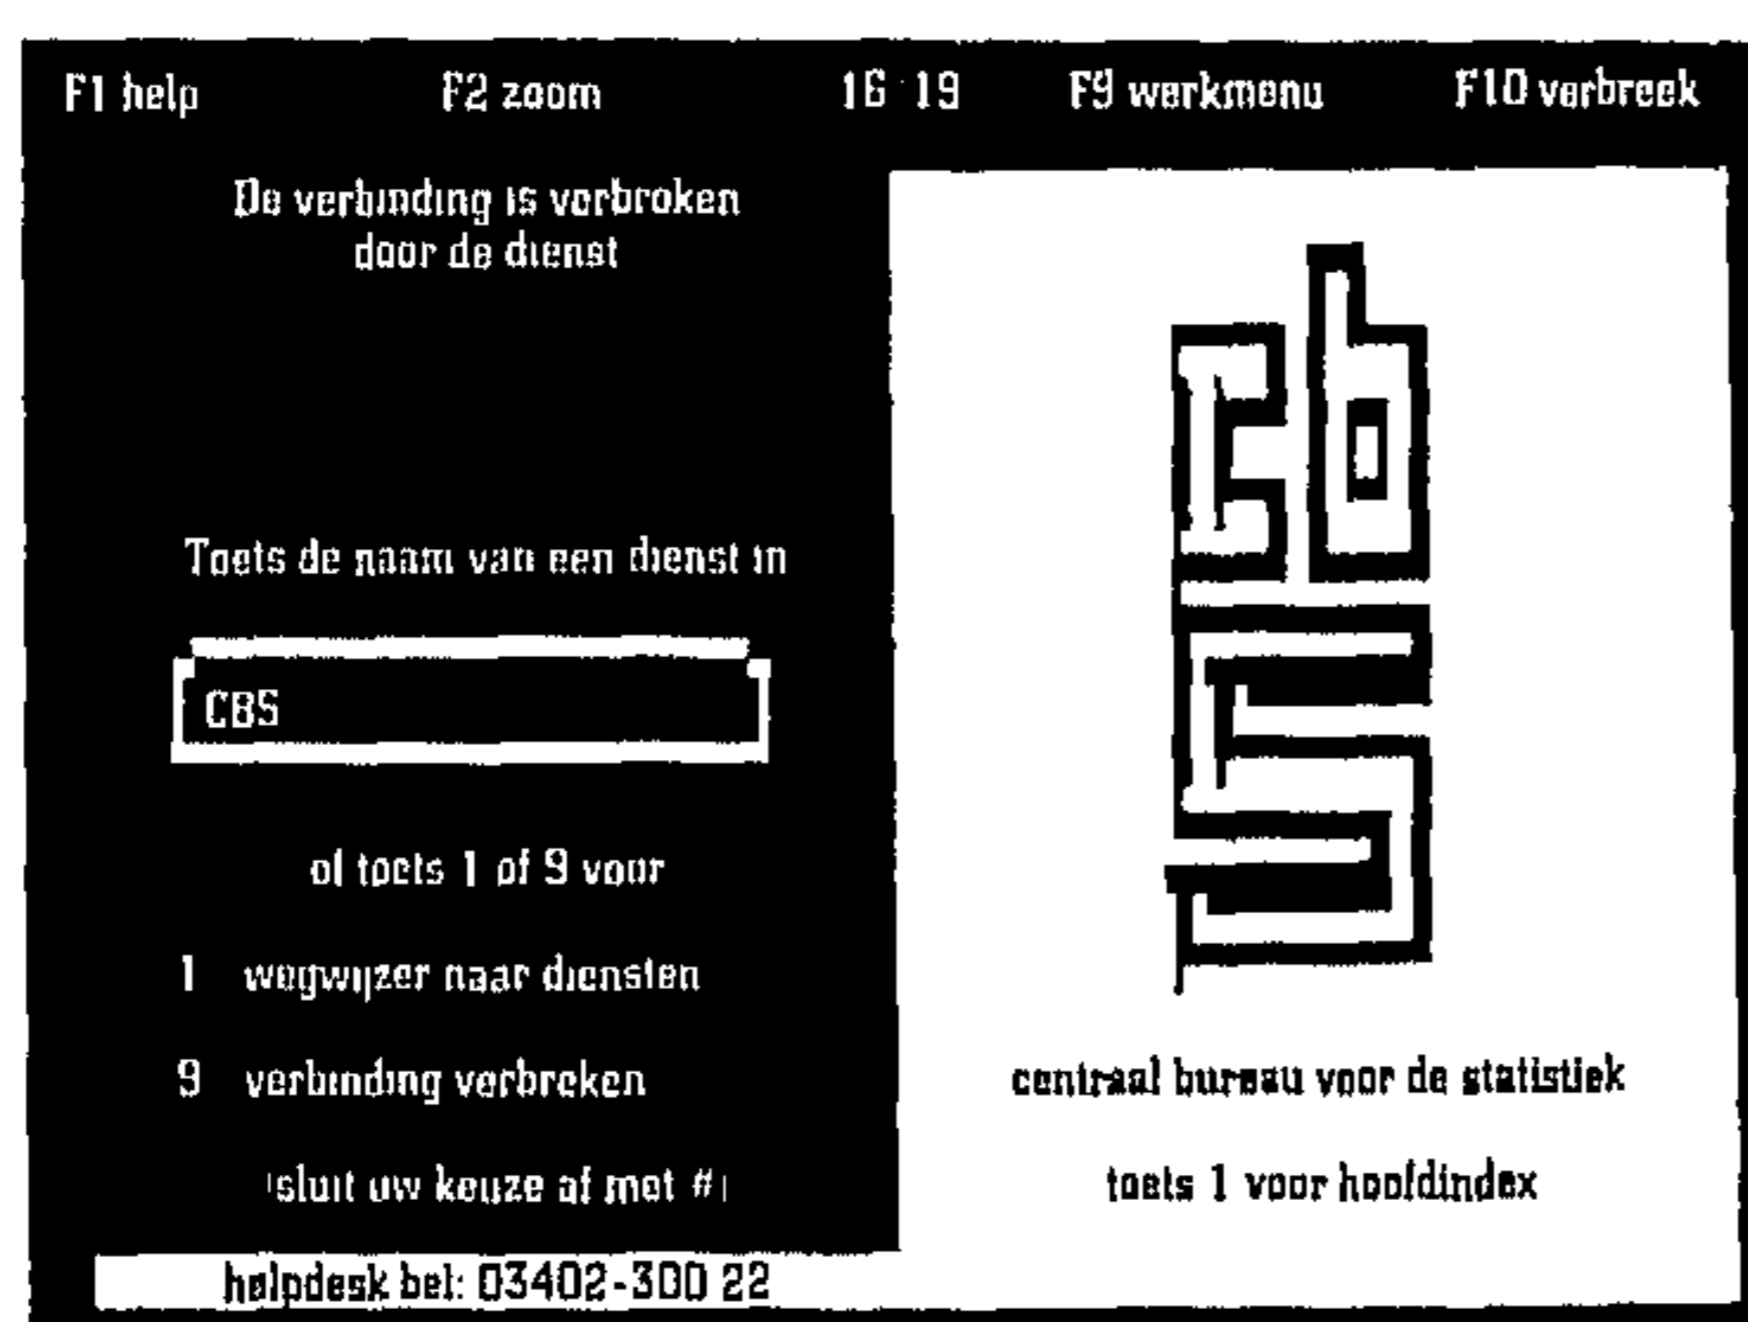 F1 help F2 zoom 16 19 F9 werkmenu F10 verbreek
De verbinding is verbroken
door de dienst
Toets de naam van een dienst in
CBS
of toets 1 of 9 voor
1 wegwijzer naar diensten
9 verbinding verbreken
(sluit uw keuze af met #)
helpdesk bel: 03402-300 22
cbs
centraal bureau voor de statistiek
toets 1 voor hoofdindex